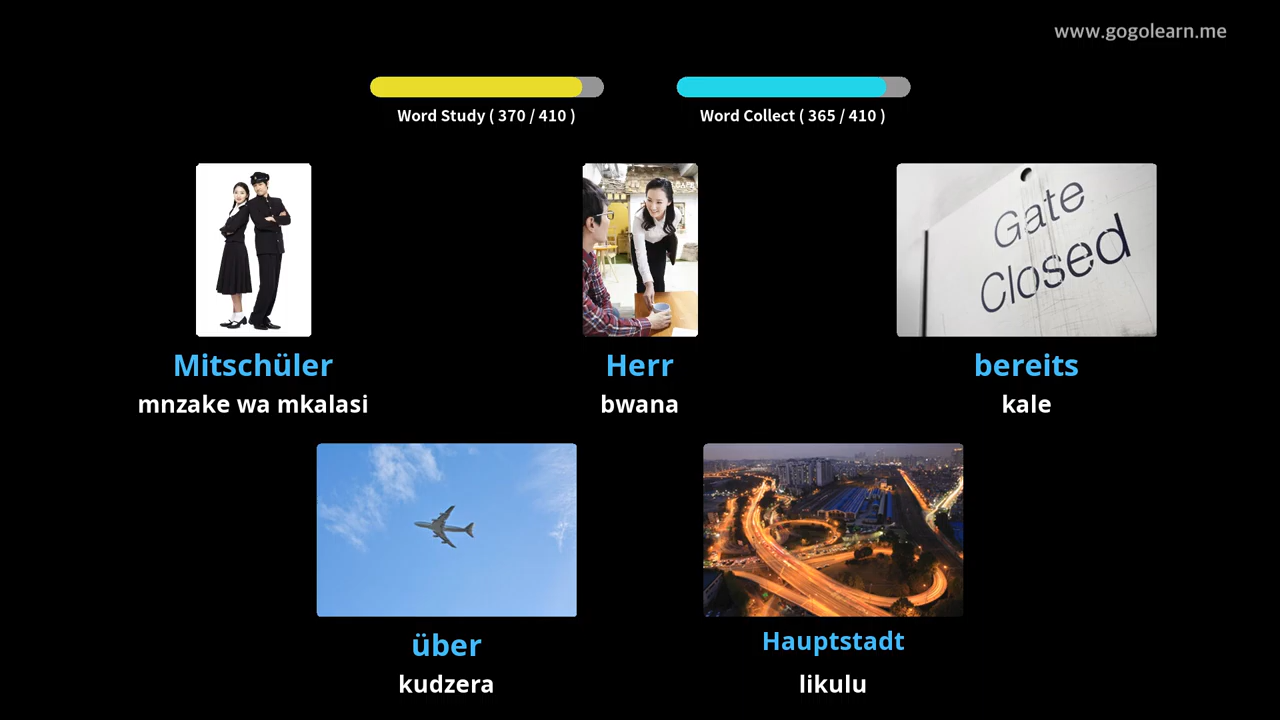 www.gogolearn.me
Word Study ( 370 / 410 )
Word Collect ( 365 / 410 )
Gate
Closed
Mitschüler
Herr
bereits
mnzake wa mkalasi
bwana
kale
über
Hauptstadt
kudzera
likulu